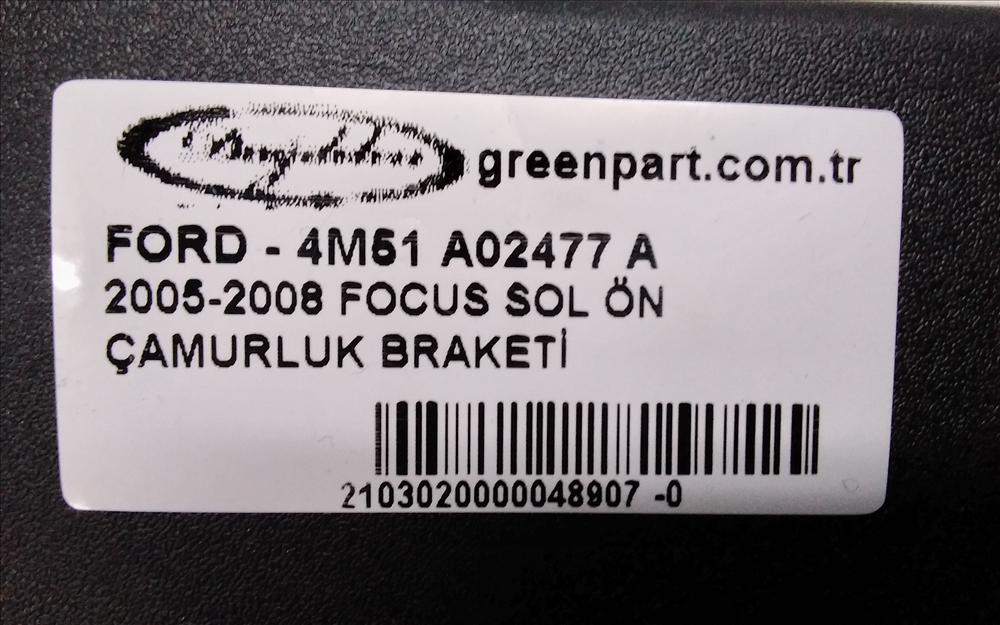 greenpart.com.tr
FORD - 4M51 A02477 A
2005-2008 FOCUS SOL ÖN
ÇAMURLUK BRAKETİ
2103020000048907 -0